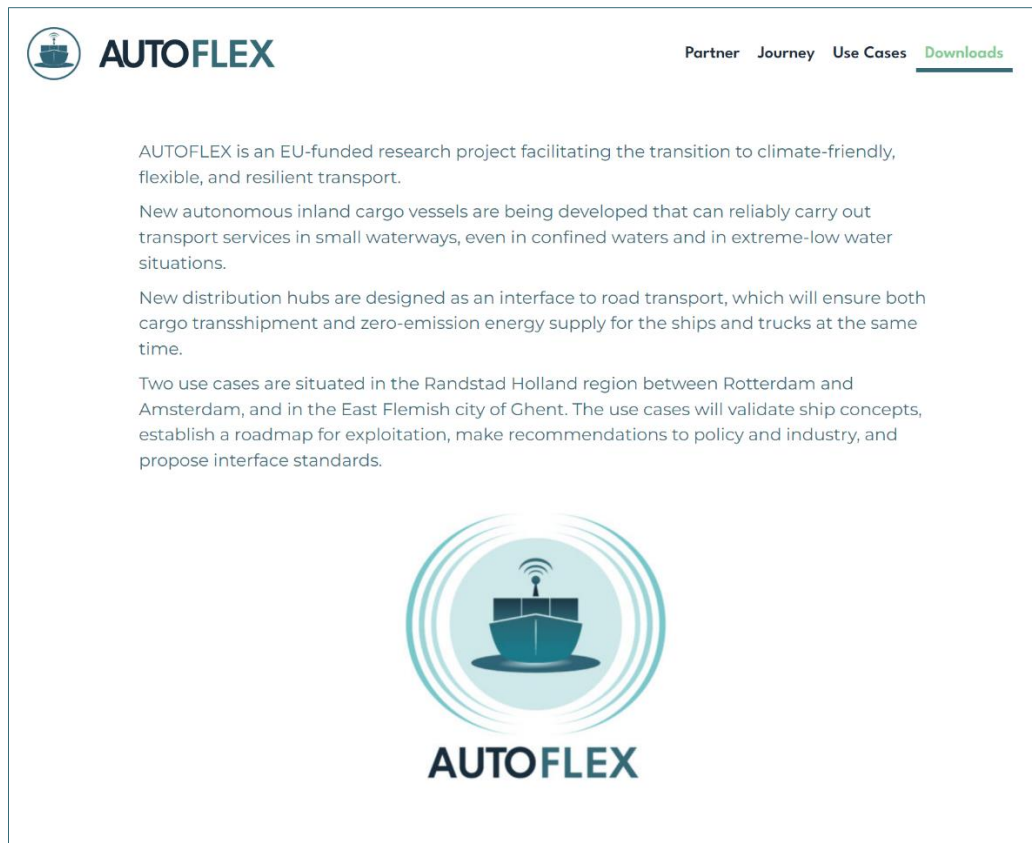 AUTOFLEX
Partner Journey Use Cases Downloads
AUTOFLEX is an EU-funded research project facilitating the transition to climate-friendly,
flexible, and resilient transport.
New autonomous inland cargo vessels are being developed that can reliably carry out
transport services in small waterways, even in confined waters and in extreme-low water
situations.
New distribution hubs are designed as an interface to road transport, which will ensure both
cargo transshipment and zero-emission energy supply for the ships and trucks at the same
time.
Two use cases are situated in the Randstad Holland region between Rotterdam and
Amsterdam, and in the East Flemish city of Ghent. The use cases will validate ship concepts,
establish a roadmap for exploitation, make recommendations to policy and industry, and
propose interface standards.
AUTOFLEX